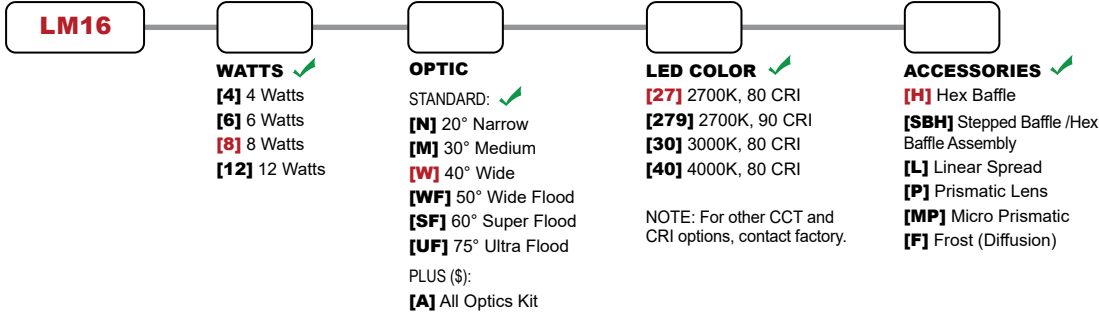 LM16
WATTS
[4] 4 Watts
[6] 6 Watts
[8] 8 Watts
[12] 12 Watts
OPTIC
STANDARD:
[N] 20° Narrow
[M] 30° Medium
[W] 40° Wide
[WF] 50° Wide Flood
[SF] 60° Super Flood
[UF] 75° Ultra Flood
PLUS ($):
[A] All Optics Kit
LED COLOR
[27] 2700K, 80 CRI
[279] 2700K, 90 CRI
[30] 3000K, 80 CRI
[40] 4000K, 80 CRI
NOTE: For other CCT and
CRI options, contact factory.
ACCESSORIES
[H] Hex Baffle
[SBH] Stepped Baffle /Hex
Baffle Assembly
[L] Linear Spread
[P] Prismatic Lens
[MP] Micro Prismatic
[F] Frost (Diffusion)